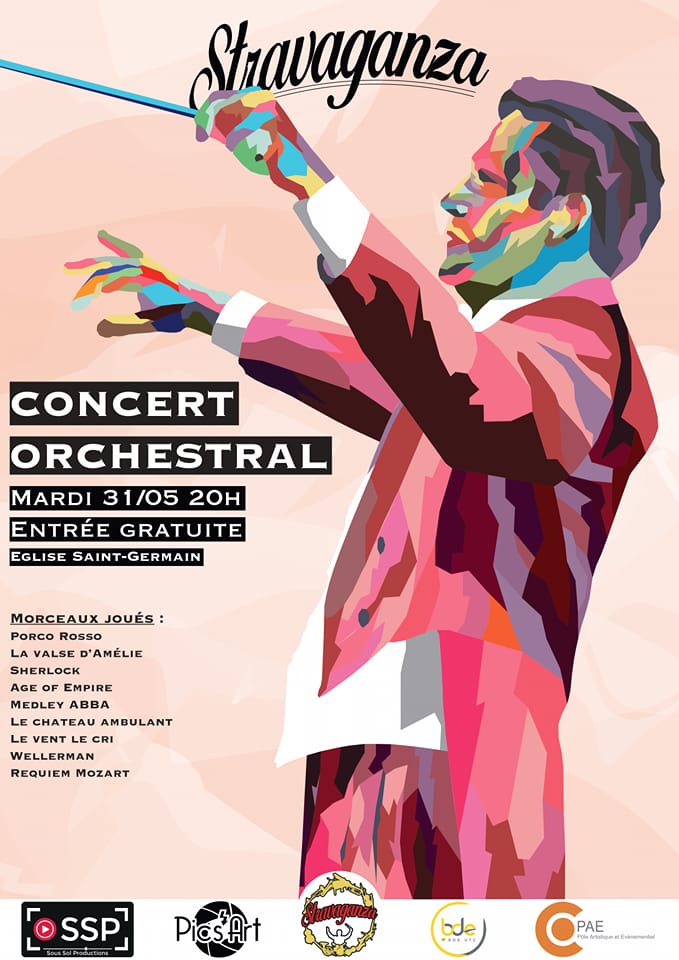 Stravaganza
CONCERT
ORCHESTRAL
MARDI 31/05 20H
ENTRÉE GRATUITE
EGLISE SAINT-GERMAIN
MORCEAUX JOUÉS :
PORCO ROSSO
LA VALSE D'AMÉLIE
SHERLOCK
AGE OF EMPIRE
MEDLEY ABBA
LE CHATEAU AMBULANT
LE VENT LE CRI
WELLERMAN
REQUIEM MOZART
SSP
Sous Sol Productions
Pics'Art
Stravaganza
bde
PAE
Pôle Artistique et Evènementiel